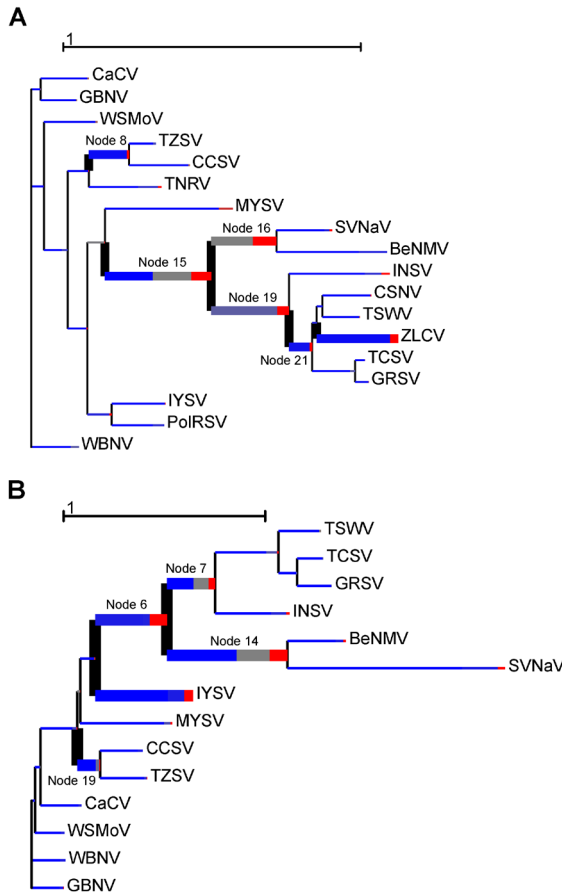 A
1
CaCV
GBNV
WSMoV
Node 8
TZSV
CCSV
TNRV
MYSV
Node 16
SVNaV
BeNMV
Node 15
INSV
Node 19
CSNV
TSWV
ZLCV
Node 21
TCSV
GRSV
IYSV
PolRSV
WBNV
B
1
TSWV
Node 7
TCSV
GRSV
Node 6
INSV
Node 14
BeNMV
SVNaV
IYSV
MYSV
CCSV
Node 19
TZSV
CaCV
WSMoV
WBNV
GBNV